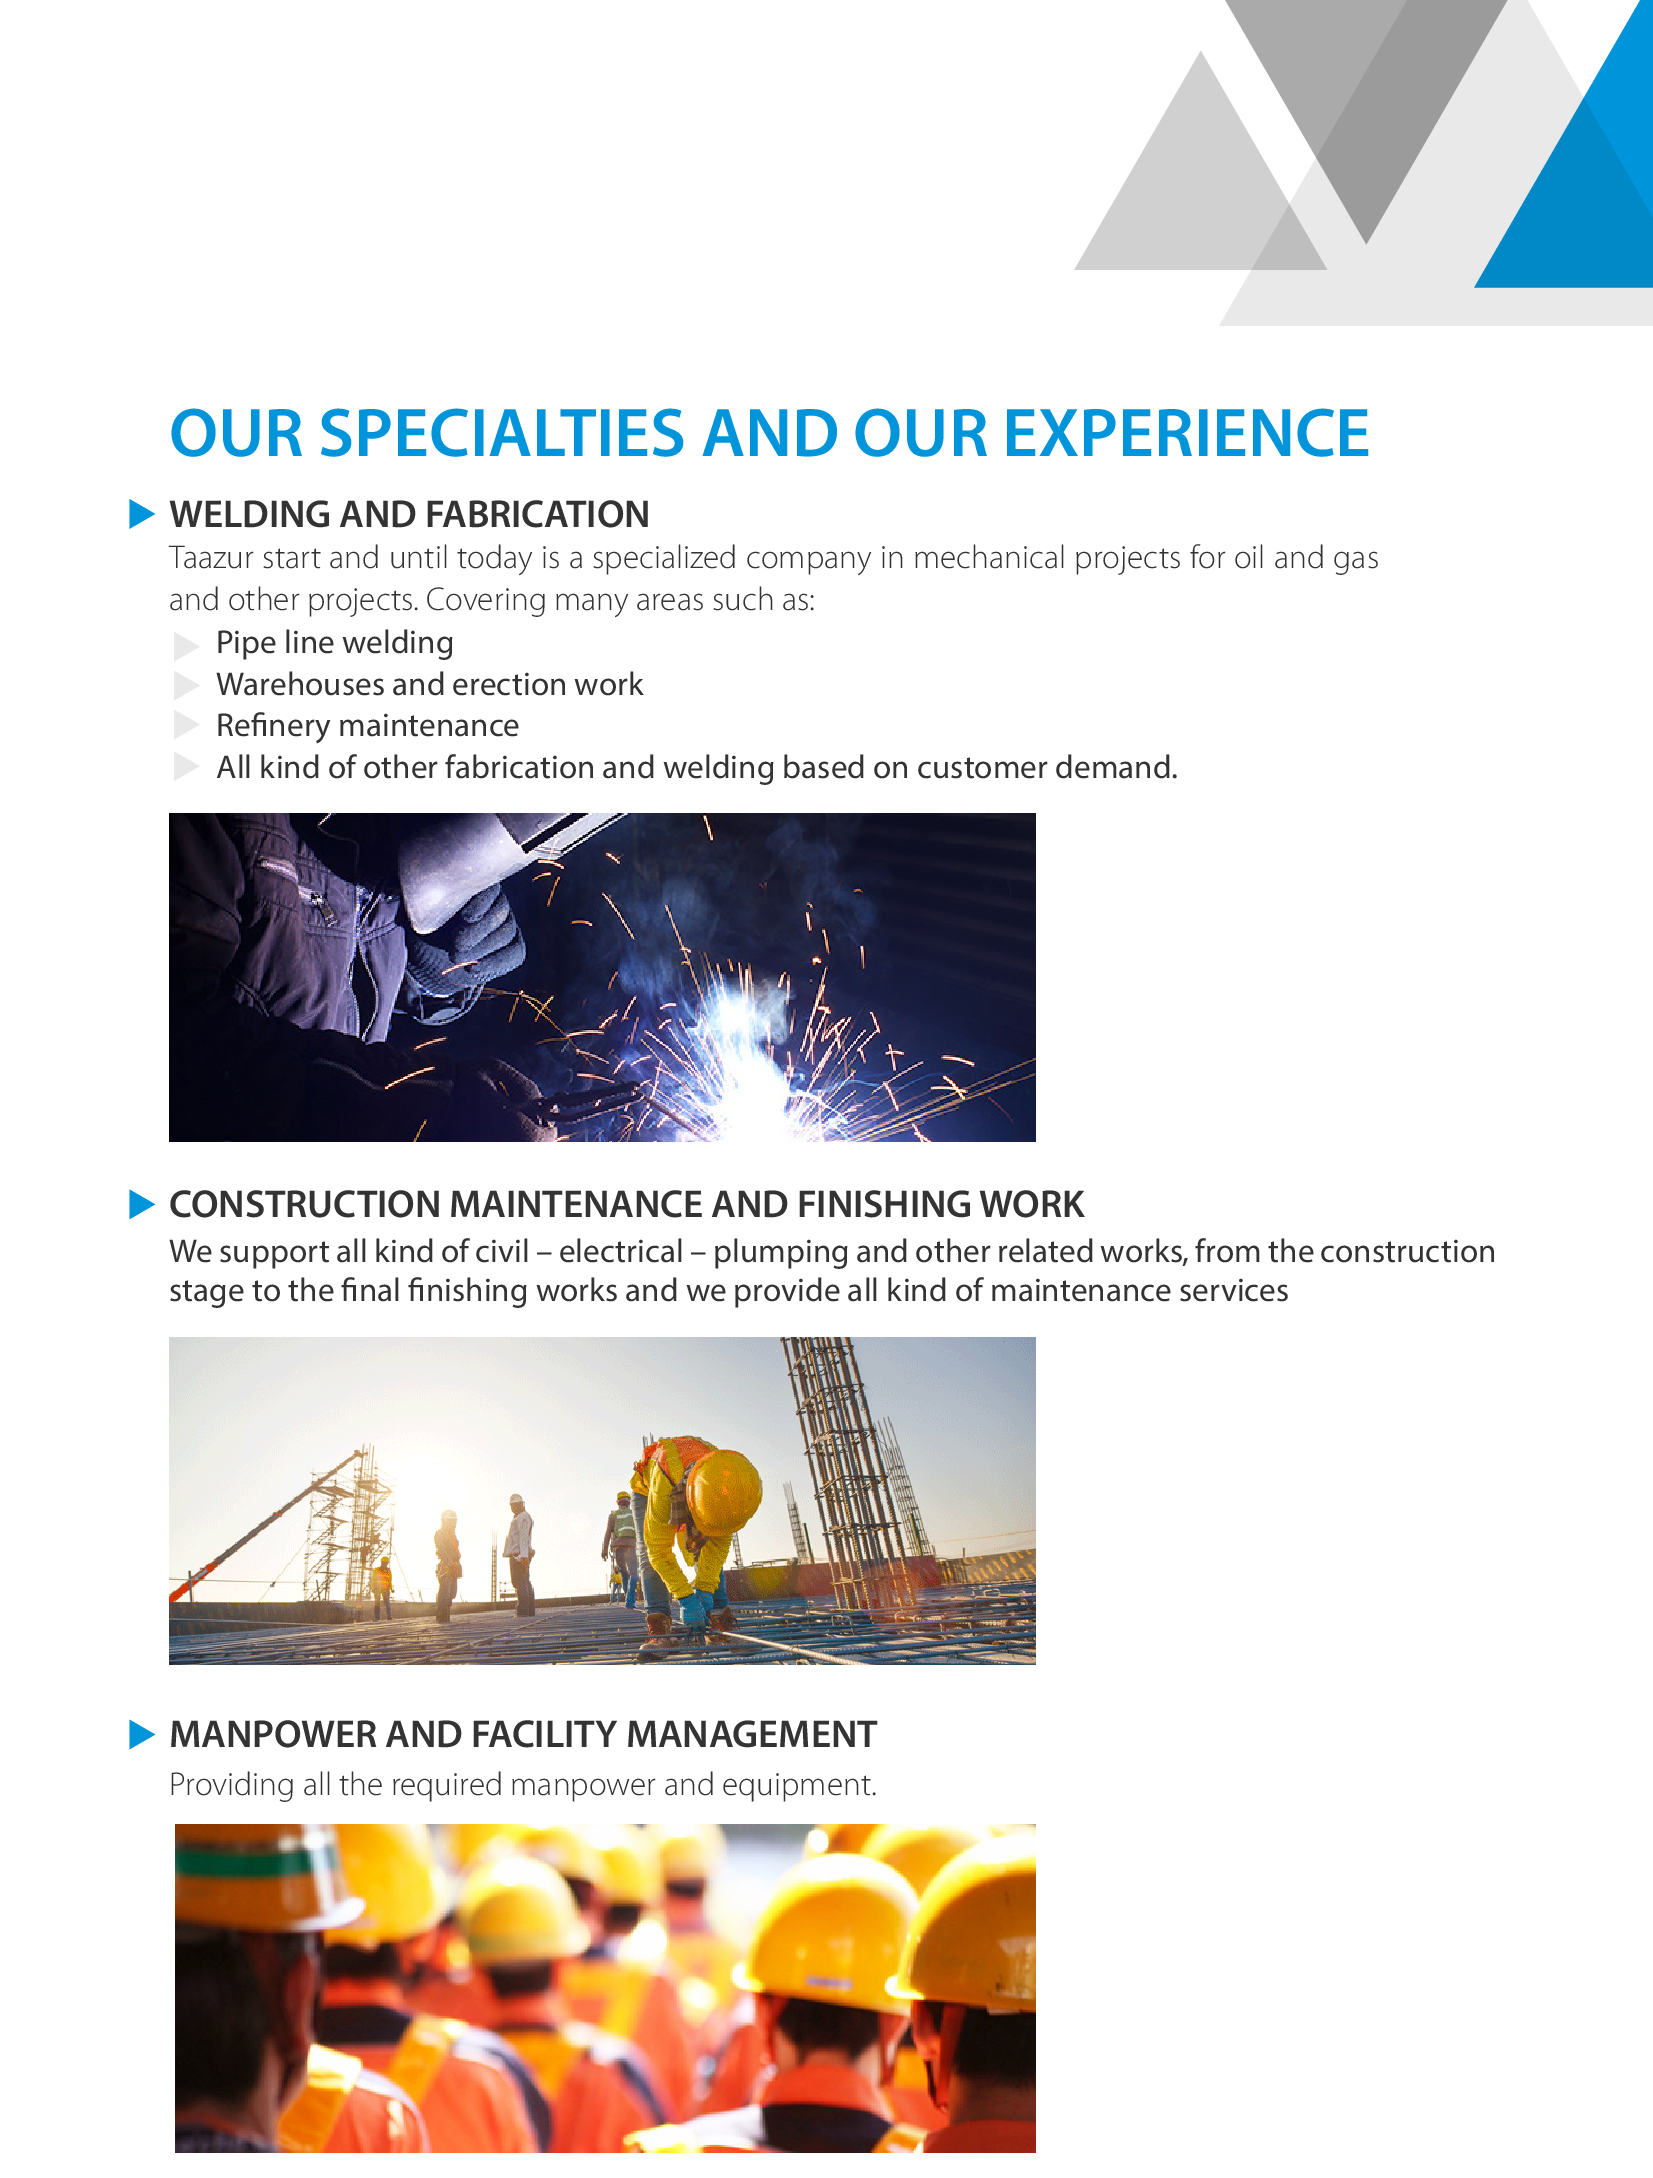 OUR SPECIALTIES AND OUR EXPERIENCE
WELDING AND FABRICATION
Taazur start and until today is a specialized company in mechanical projects for oil and gas
and other projects. Covering many areas such as:
Pipe line welding
Warehouses and erection work
Refinery maintenance
All kind of other fabrication and welding based on customer demand.
CONSTRUCTION MAINTENANCE AND FINISHING WORK
We support all kind of civil – electrical – plumping and other related works, from the construction
stage to the final finishing works and we provide all kind of maintenance services
MANPOWER AND FACILITY MANAGEMENT
Providing all the required manpower and equipment.